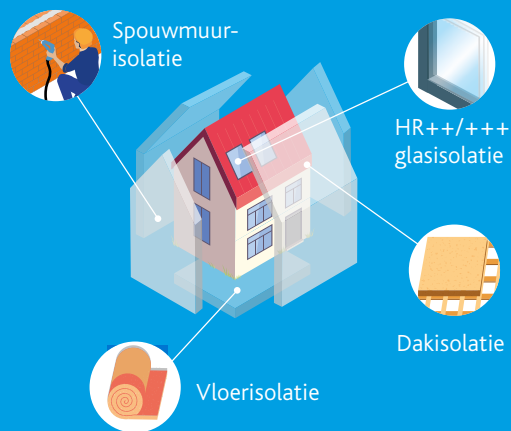 Spouwmuur-
isolatie
HR++/+++
glasisolatie
Dakisolatie
Vloerisolatie